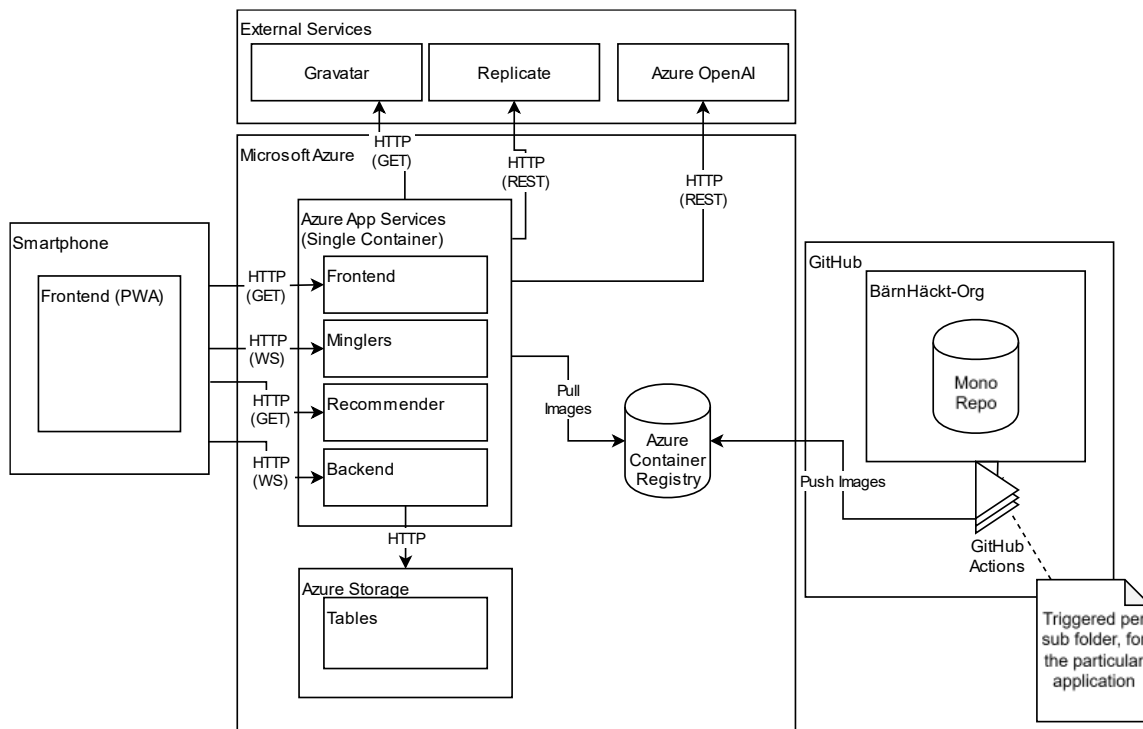 External Services
Gravatar
Replicate
Azure OpenAI
HTTP
(GET)
HTTP
(REST)
HTTP
(REST)
Microsoft Azure
Azure App Services
(Single Container)
Smartphone
Frontend (PWA)
HTTP
(GET)
HTTP
(WS)
HTTP
(GET)
HTTP
(WS)
Frontend
Minglers
Recommender
Backend
HTTP
Azure Storage
Tables
Pull
Images
Azure
Container
Registry
Push Images
GitHub
BärnHäckt-Org
Mono
Repo
GitHub
Actions
Triggered per
sub folder, for
the particular
application